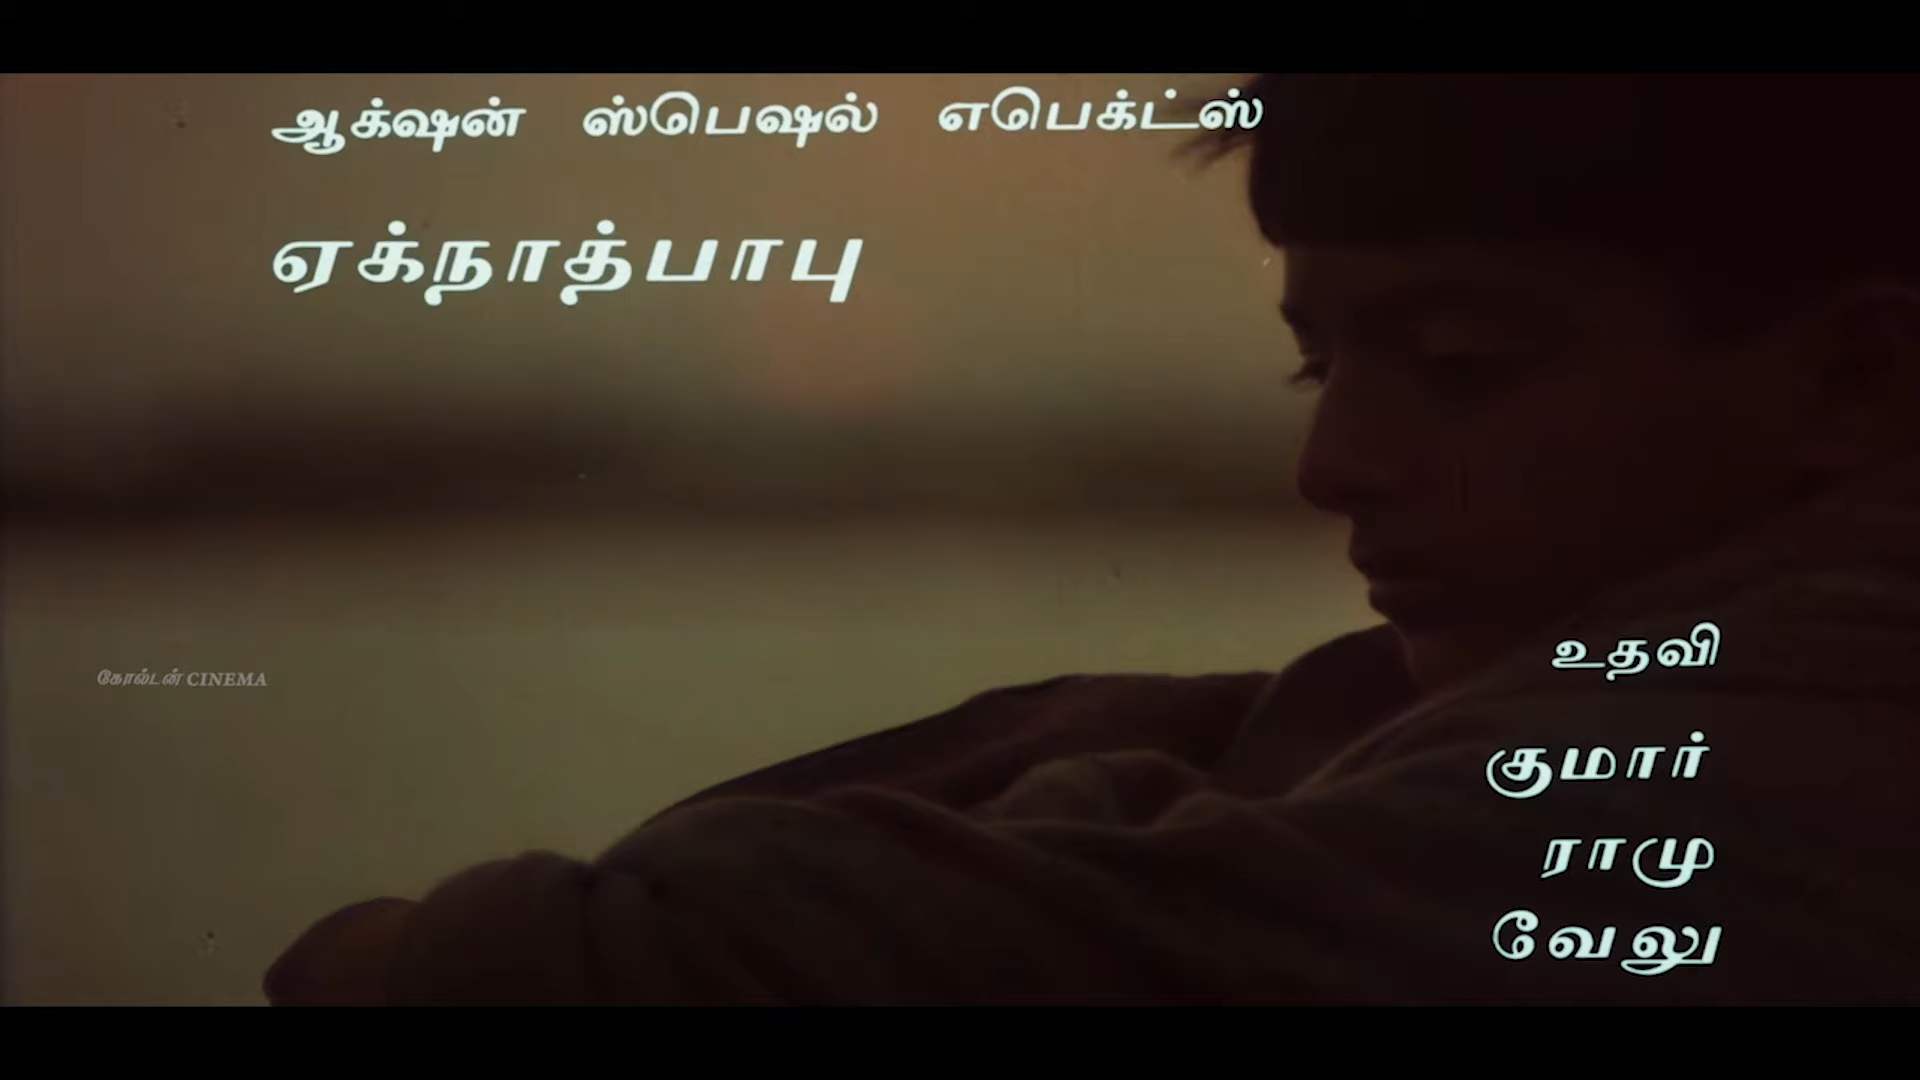 ஆக்‌ஷன் ஸ்பெஷல் எபெக்ட்ஸ்
ஏக்நாத்பாபு
கோல்டன் CINEMA
உதவி
குமார்
ராமு
வேலு